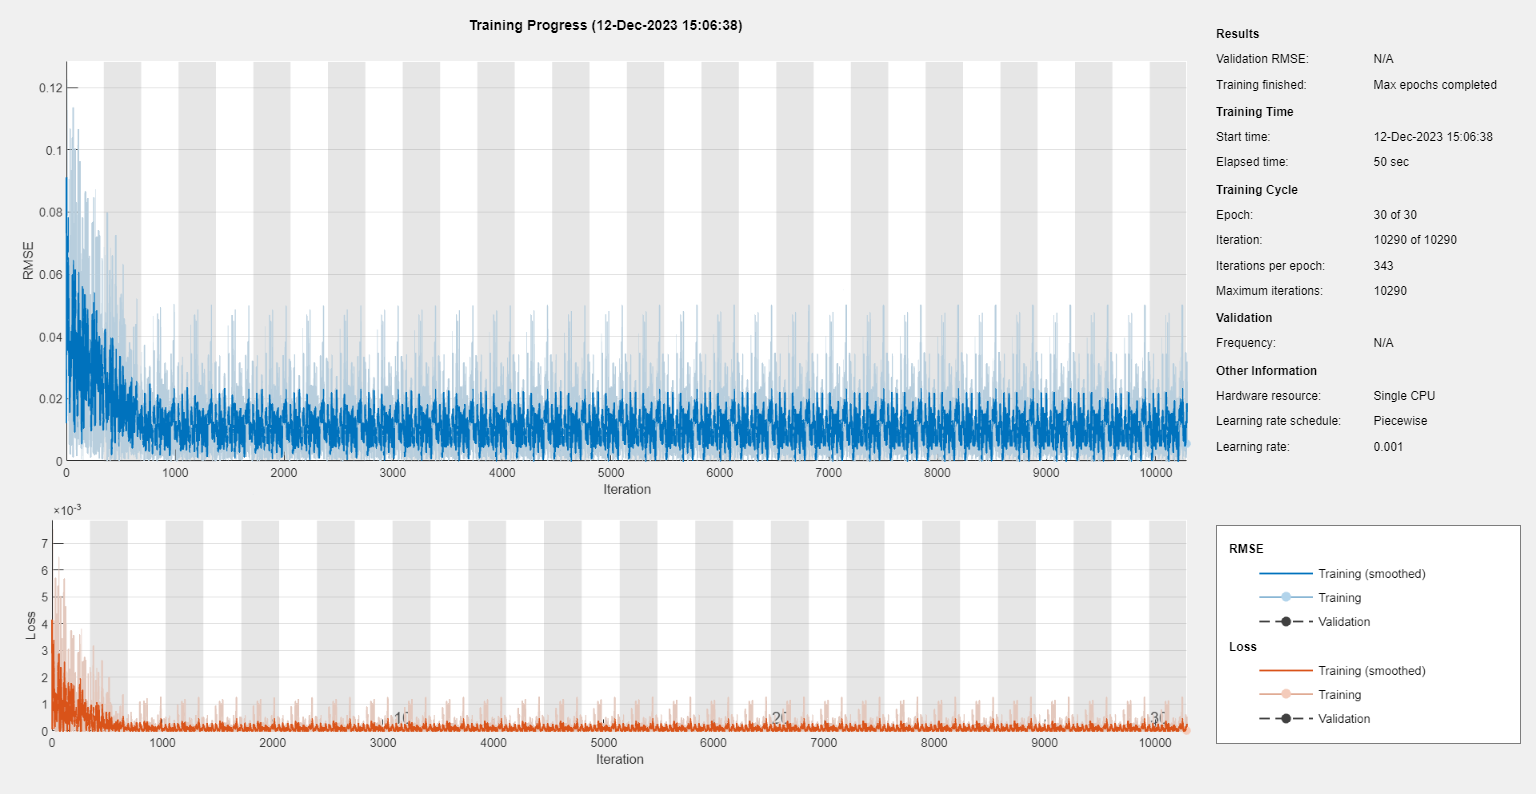 Training Progress (12-Dec-2023 15:06:38)
0.12
0.1
0.08
0.06
0.04
0.02
0
RMSE
0 1000 2000 3000 4000 5000 6000 7000 8000 9000 10000
Iteration
×10-3
7
6
5
4
3
2
1
0
Loss
10 20 30
0 1000 2000 3000 4000 5000 6000 7000 8000 9000 10000
Iteration
Results
Validation RMSE: N/A
Training finished: Max epochs completed
Training Time
Start time: 12-Dec-2023 15:06:38
Elapsed time: 50 sec
Training Cycle
Epoch: 30 of 30
Iteration: 10290 of 10290
Iterations per epoch: 343
Maximum iterations: 10290
Validation
Frequency: N/A
Other Information
Hardware resource: Single CPU
Learning rate schedule: Piecewise
Learning rate: 0.001
RMSE
Training (smoothed)
Training
Validation
Loss
Training (smoothed)
Training
Validation